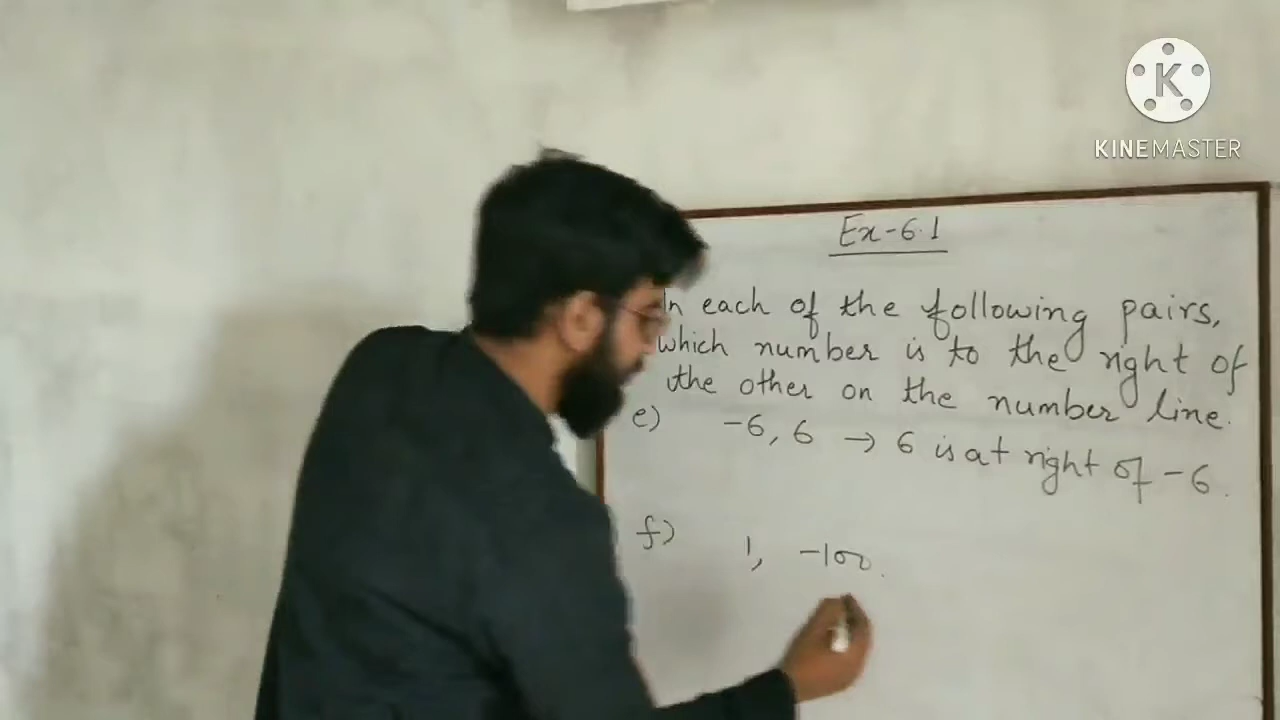 KINEMASTER
Ex-6.1
In each of the following pairs,
which number is to the right of
the other on the number line.
e) -6, 6 → 6 is at right of -6.
f) 1, -100.